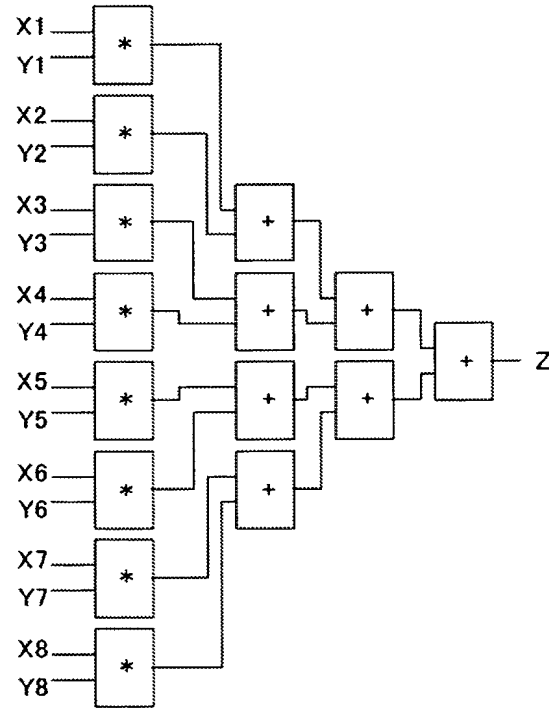 X1
*
Y1
X2
*
Y2
X3
*
+
Y3
X4
*
+
+
Y4
+
Z
X5
*
+
+
Y5
X6
*
+
Y6
X7
*
Y7
X8
*
Y8